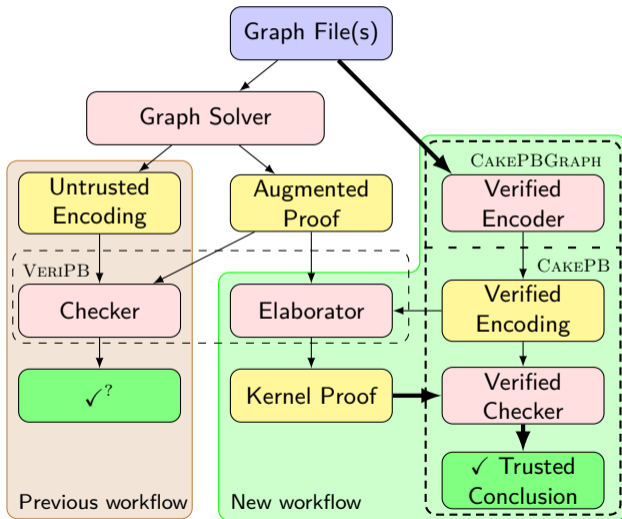 Graph File(s)
Graph Solver
CAKEPBGRAPH
Untrusted
Encoding
Augmented
Proof
Verified
Encoder
VERIPB
CAKEPB
Checker
Elaborator
Verified
Encoding
✓?
Kernel Proof
Verified
Checker
✓ Trusted
Conclusion
Previous workflow
New workflow